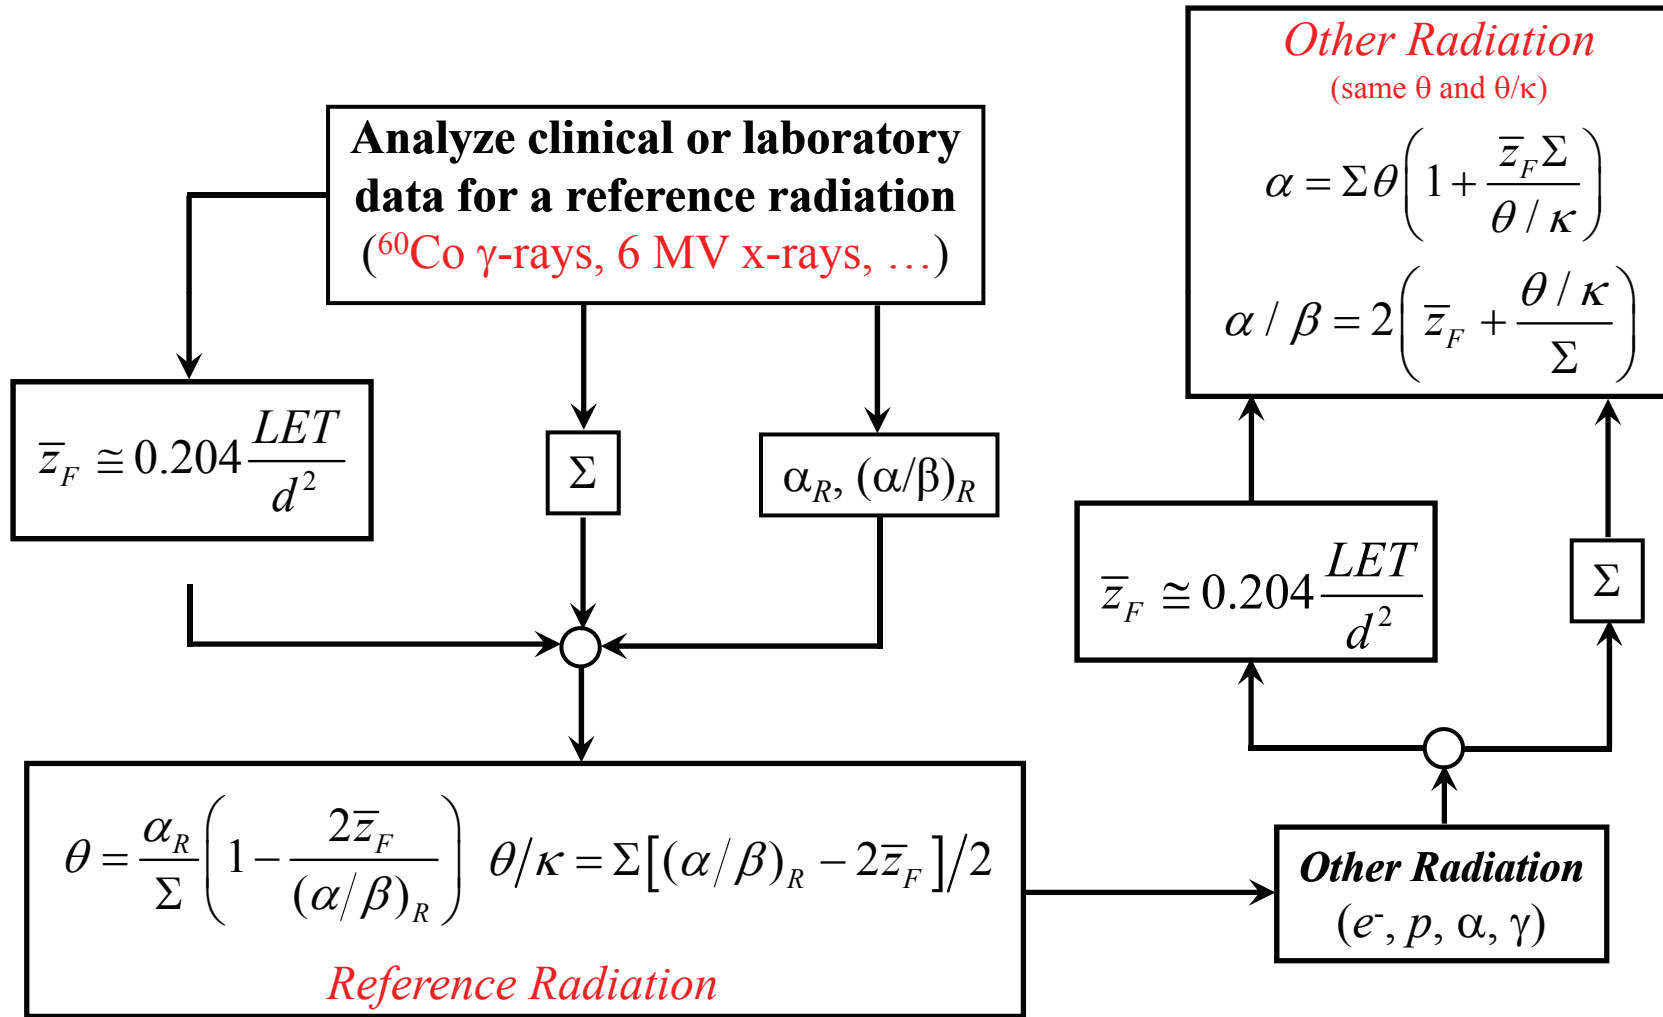 Analyze clinical or laboratory
data for a reference radiation
(⁶⁰Co γ-rays, 6 MV x-rays, …)
z̅_F ≅ 0.204 LET / d²
Σ
α_R, (α/β)_R
θ = α_R/Σ (1 − 2z̅_F/(α/β)_R) θ/κ = Σ[(α/β)_R − 2z̅_F]/2
Reference Radiation
Other Radiation
(same θ and θ/κ)
α = Σθ(1 + z̅_F Σ/(θ / κ))
α / β = 2(z̅_F + (θ / κ)/Σ)
z̅_F ≅ 0.204 LET / d²
Σ
Other Radiation
(e⁻, p, α, γ)